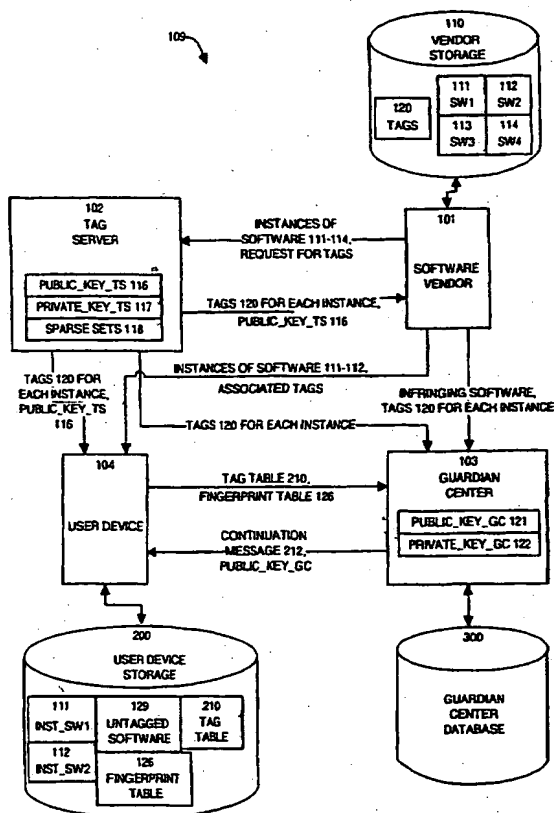 109
110
VENDOR
STORAGE
120
TAGS
111
SW1
112
SW2
113
SW3
114
SW4
102
TAG
SERVER
PUBLIC_KEY_TS 116
PRIVATE_KEY_TS 117
SPARSE SETS 118
INSTANCES OF
SOFTWARE 111-114,
REQUEST FOR TAGS
101
SOFTWARE
VENDOR
TAGS 120 FOR EACH INSTANCE,
PUBLIC_KEY_TS 116
TAGS 120 FOR
EACH INSTANCE,
PUBLIC_KEY_TS
116
INSTANCES OF SOFTWARE 111-112,
ASSOCIATED TAGS
INFRINGING SOFTWARE,
TAGS 120 FOR EACH INSTANCE
TAGS 120 FOR EACH INSTANCE
104
USER DEVICE
TAG TABLE 210,
FINGERPRINT TABLE 126
103
GUARDIAN
CENTER
PUBLIC_KEY_GC 121
PRIVATE_KEY_GC 122
CONTINUATION
MESSAGE 212,
PUBLIC_KEY_GC
200
USER DEVICE
STORAGE
111
INST_SW1
129
UNTAGGED
SOFTWARE
210
TAG
TABLE
112
INST_SW2
126
FINGERPRINT
TABLE
300
GUARDIAN
CENTER
DATABASE